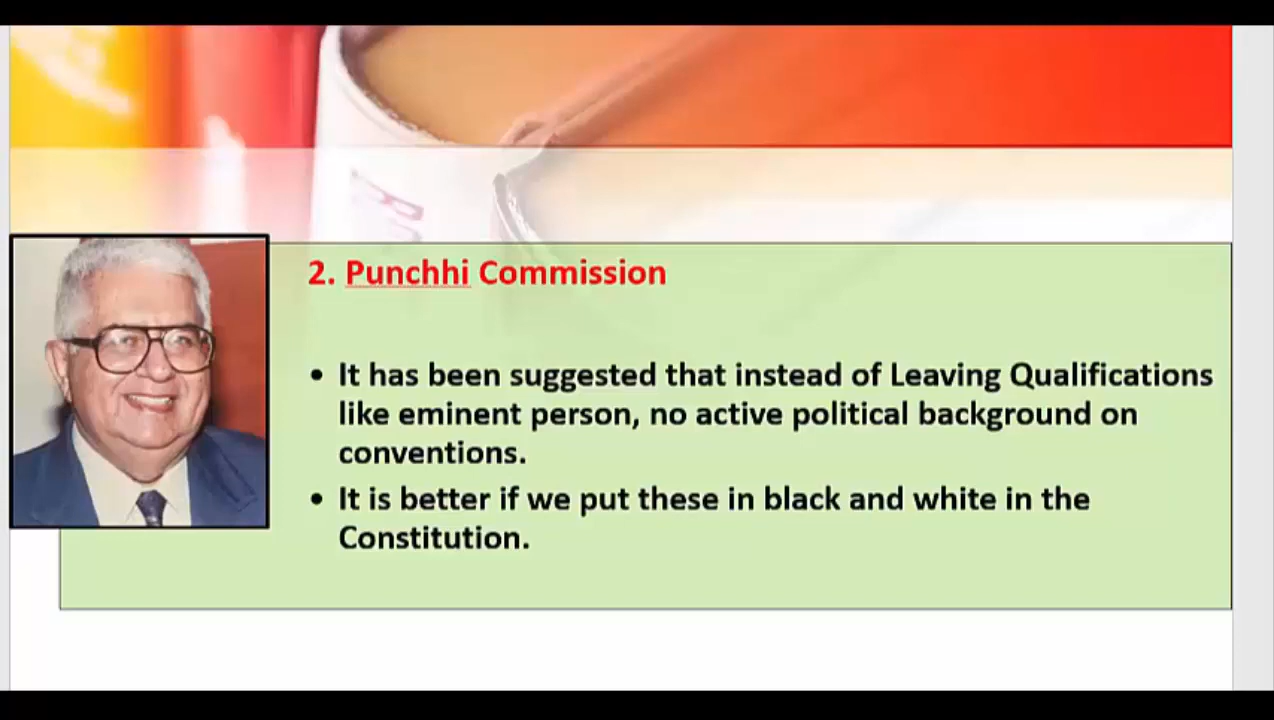 2. Punchhi Commission
• It has been suggested that instead of Leaving Qualifications
like eminent person, no active political background on
conventions.
• It is better if we put these in black and white in the
Constitution.